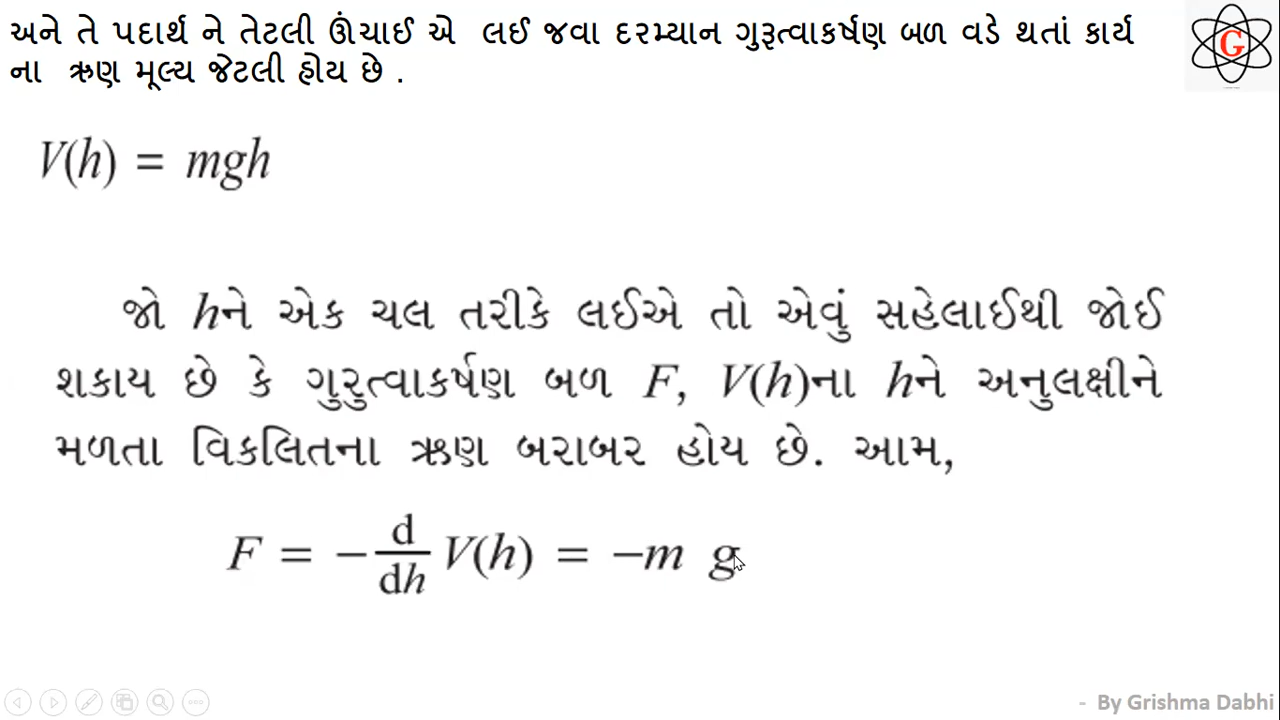 અને તે પદાર્થ ને તેટલી ઊંચાઈ એ લઈ જવા દરમ્યાન ગુરૂત્વાકર્ષણ બળ વડે થતાં કાર્ય
ના ઋણ મૂલ્ય જેટલી હોય છે .
G
V(h) = mgh
જો hને એક ચલ તરીકે લઈએ તો એવું સહેલાઈથી જોઈ
શકાય છે કે ગુરુત્વાકર્ષણ બળ F, V(h)ના hને અનુલક્ષીને
મળતા વિકલિતના ઋણ બરાબર હોય છે. આમ,
F = − d/dh V(h) = −m g
- By Grishma Dabhi